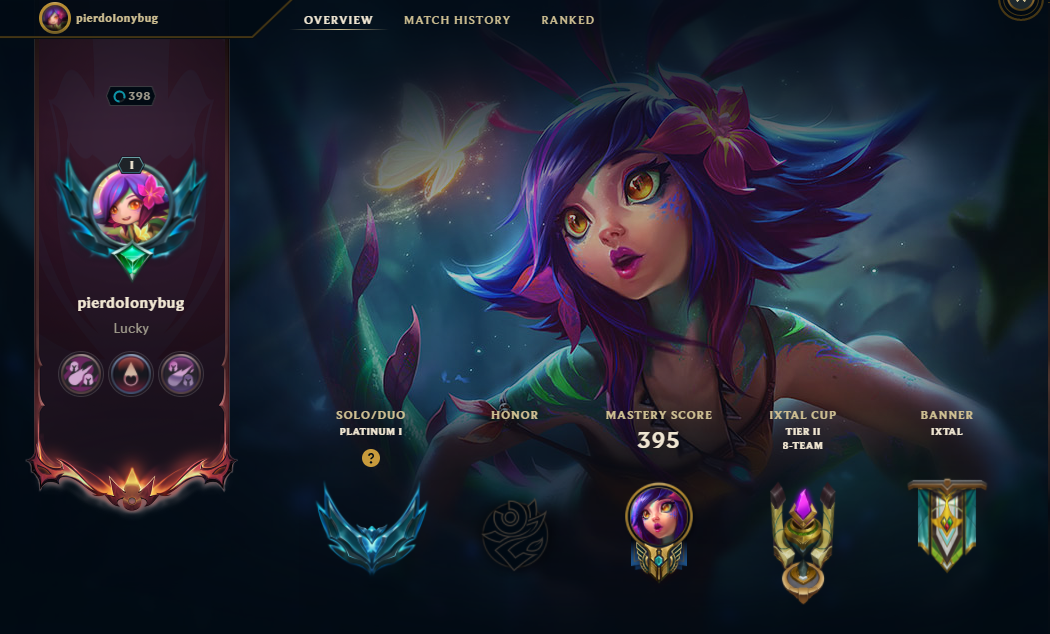 pierdolonybug
OVERVIEW
MATCH HISTORY
RANKED
398
I
pierdolonybug
Lucky
SOLO/DUO
PLATINUM I
?
HONOR
MASTERY SCORE
395
IXTAL CUP
TIER II
8-TEAM
BANNER
IXTAL